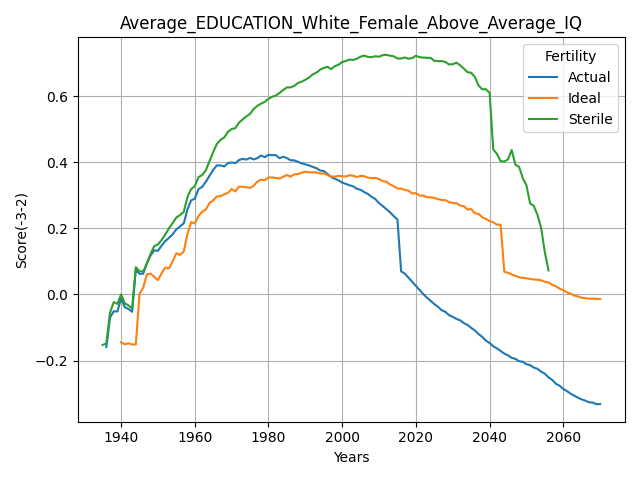 Average_EDUCATION_White_Female_Above_Average_IQ
Fertility
Actual
Ideal
Sterile
Score(-3-2)
0.6
0.4
0.2
0.0
−0.2
1940 1960 1980 2000 2020 2040 2060
Years